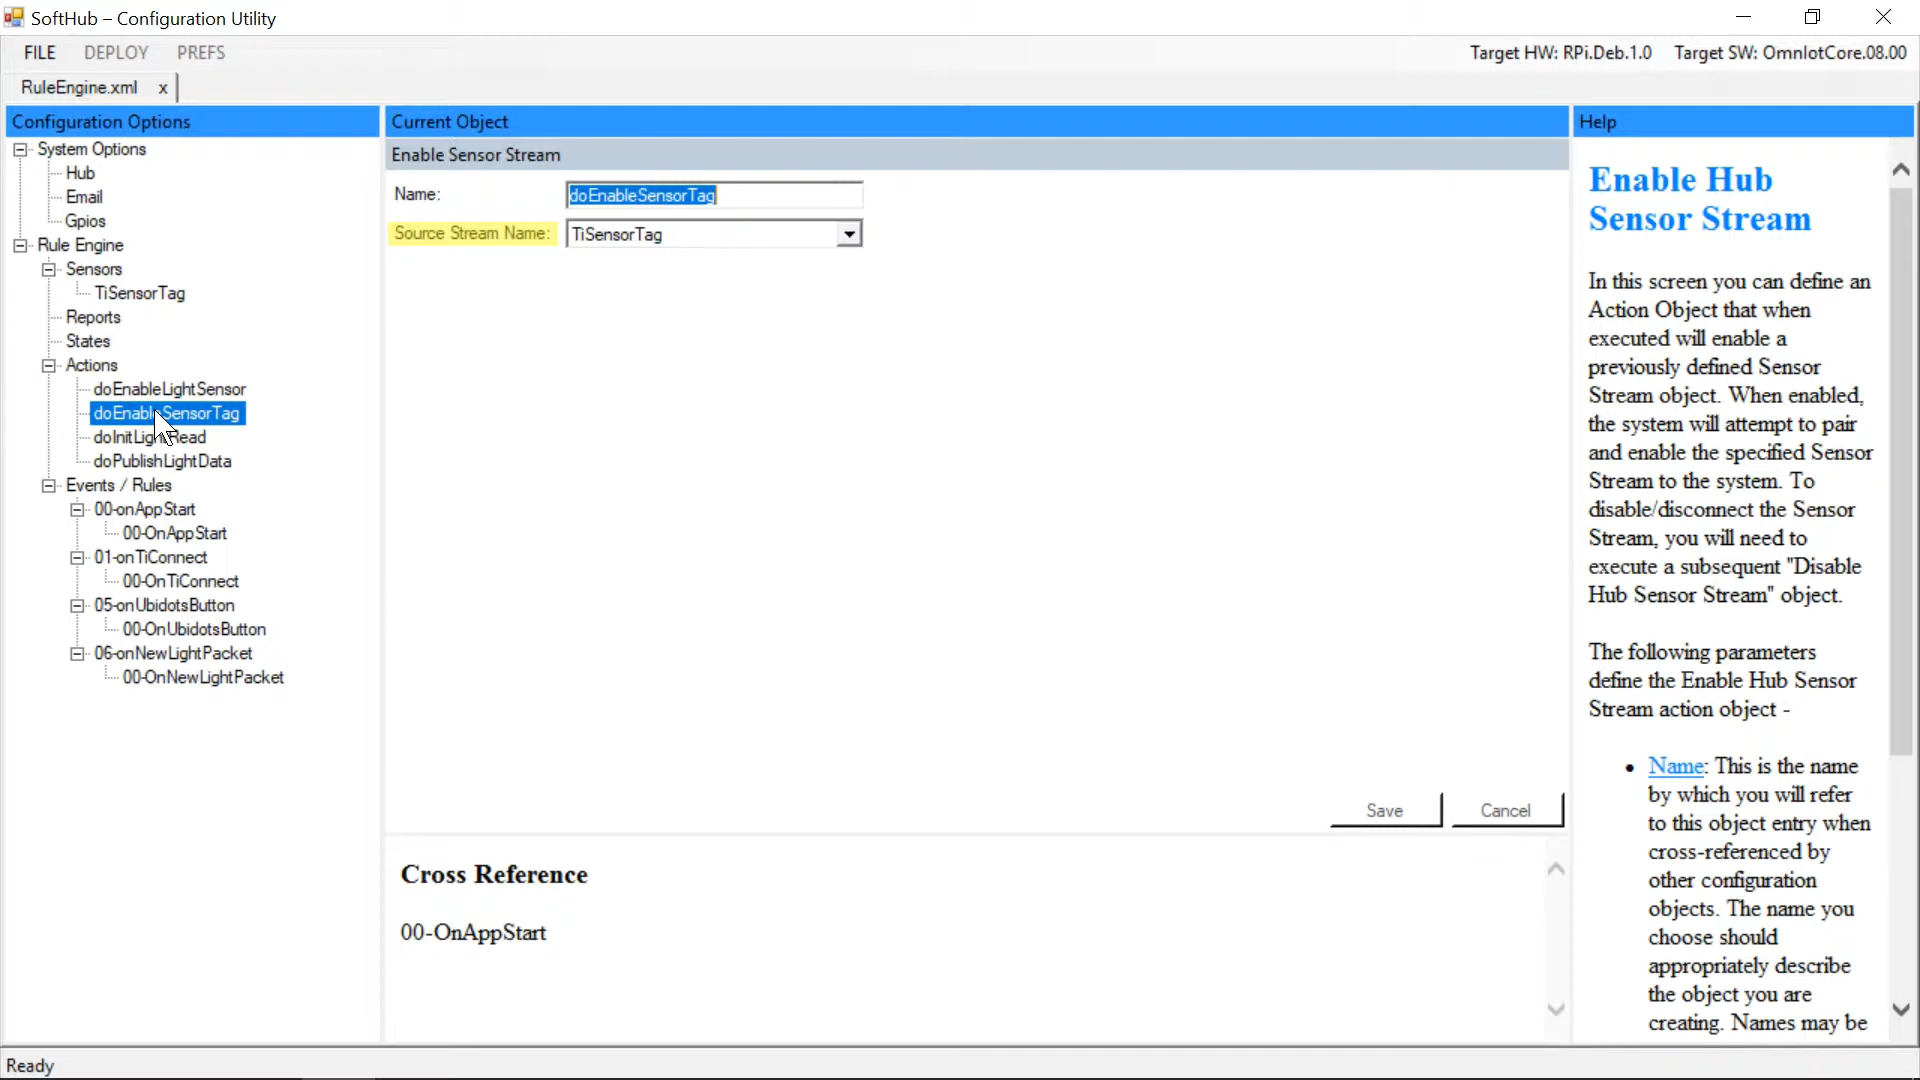 SoftHub – Configuration Utility
FILE DEPLOY PREFS
Target HW: RPi.Deb.1.0 Target SW: OmnIotCore.08.00
RuleEngine.xml x
Configuration Options
System Options
Hub
Email
Gpios
Rule Engine
Sensors
TiSensorTag
Reports
States
Actions
doEnableLightSensor
doEnableSensorTag
doInitLightRead
doPublishLightData
Events / Rules
00-onAppStart
00-OnAppStart
01-onTiConnect
00-OnTiConnect
05-onUbidotsButton
00-OnUbidotsButton
06-onNewLightPacket
00-OnNewLightPacket
Current Object
Enable Sensor Stream
Name: doEnableSensorTag
Source Stream Name: TiSensorTag
Save Cancel
Cross Reference
00-OnAppStart
Help
Enable Hub
Sensor Stream
In this screen you can define an
Action Object that when
executed will enable a
previously defined Sensor
Stream object. When enabled,
the system will attempt to pair
and enable the specified Sensor
Stream to the system. To
disable/disconnect the Sensor
Stream, you will need to
execute a subsequent "Disable
Hub Sensor Stream" object.
The following parameters
define the Enable Hub Sensor
Stream action object -
• Name: This is the name
by which you will refer
to this object entry when
cross-referenced by
other configuration
objects. The name you
choose should
appropriately describe
the object you are
creating. Names may be
Ready